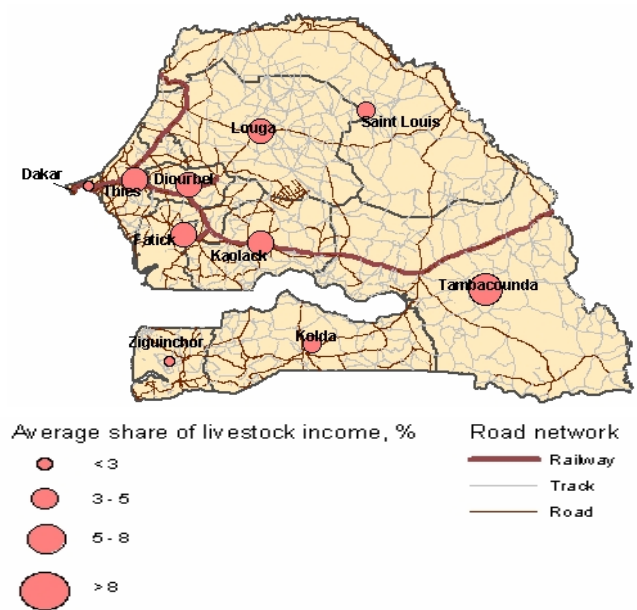 Saint Louis
Louga
Dakar
Thies
Diourbel
Fatick
Kaolack
Tambacounda
Ziguinchor
Kolda
Average share of livestock income, %
< 3
3 - 5
5 - 8
> 8
Road network
Railway
Track
Road